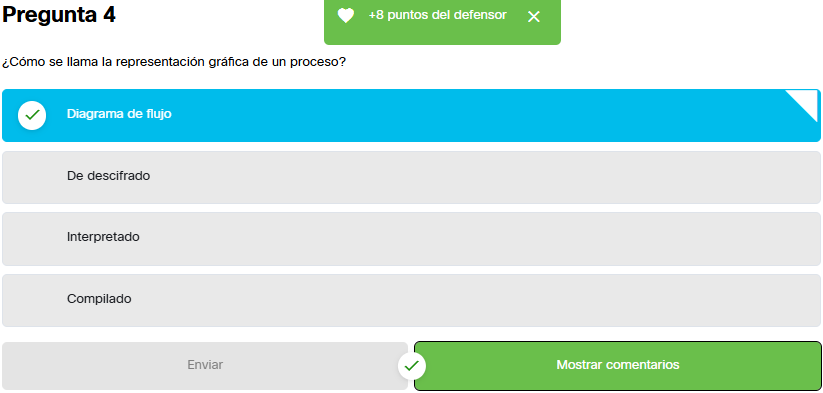 Pregunta 4
+8 puntos del defensor
¿Cómo se llama la representación gráfica de un proceso?
Diagrama de flujo
De descifrado
Interpretado
Compilado
Enviar
Mostrar comentarios